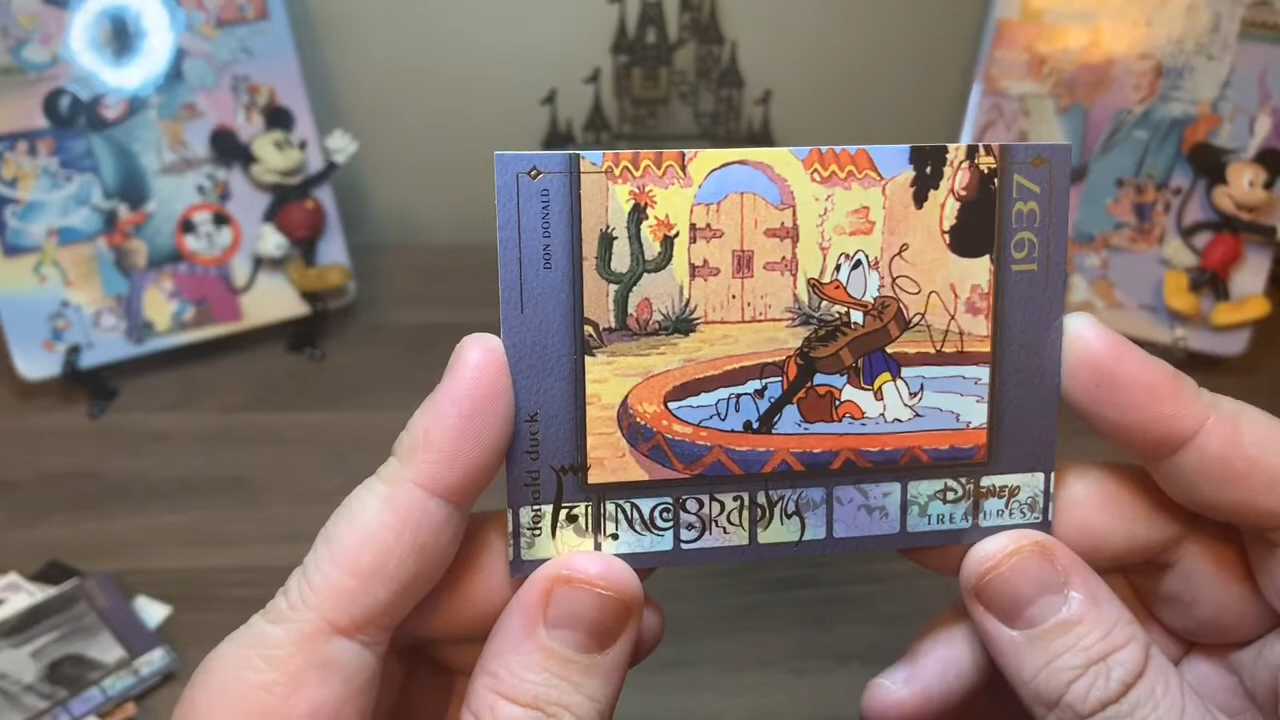 DON DONALD
1937
donald duck
Filmography
Disney
TREASURES